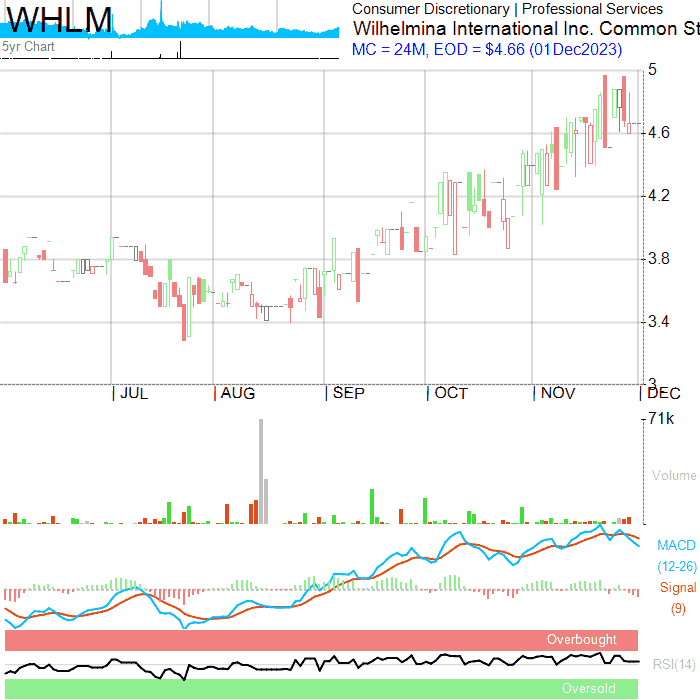 WHLM
5yr Chart
Consumer Discretionary | Professional Services
Wilhelmina International Inc. Common St
MC = 24M, EOD = $4.66 (01Dec2023)
5
4.6
4.2
3.8
3.4
3
JUL
AUG
SEP
OCT
NOV
DEC
71k
Volume
MACD
(12-26)
Signal
(9)
Overbought
RSI(14)
Oversold